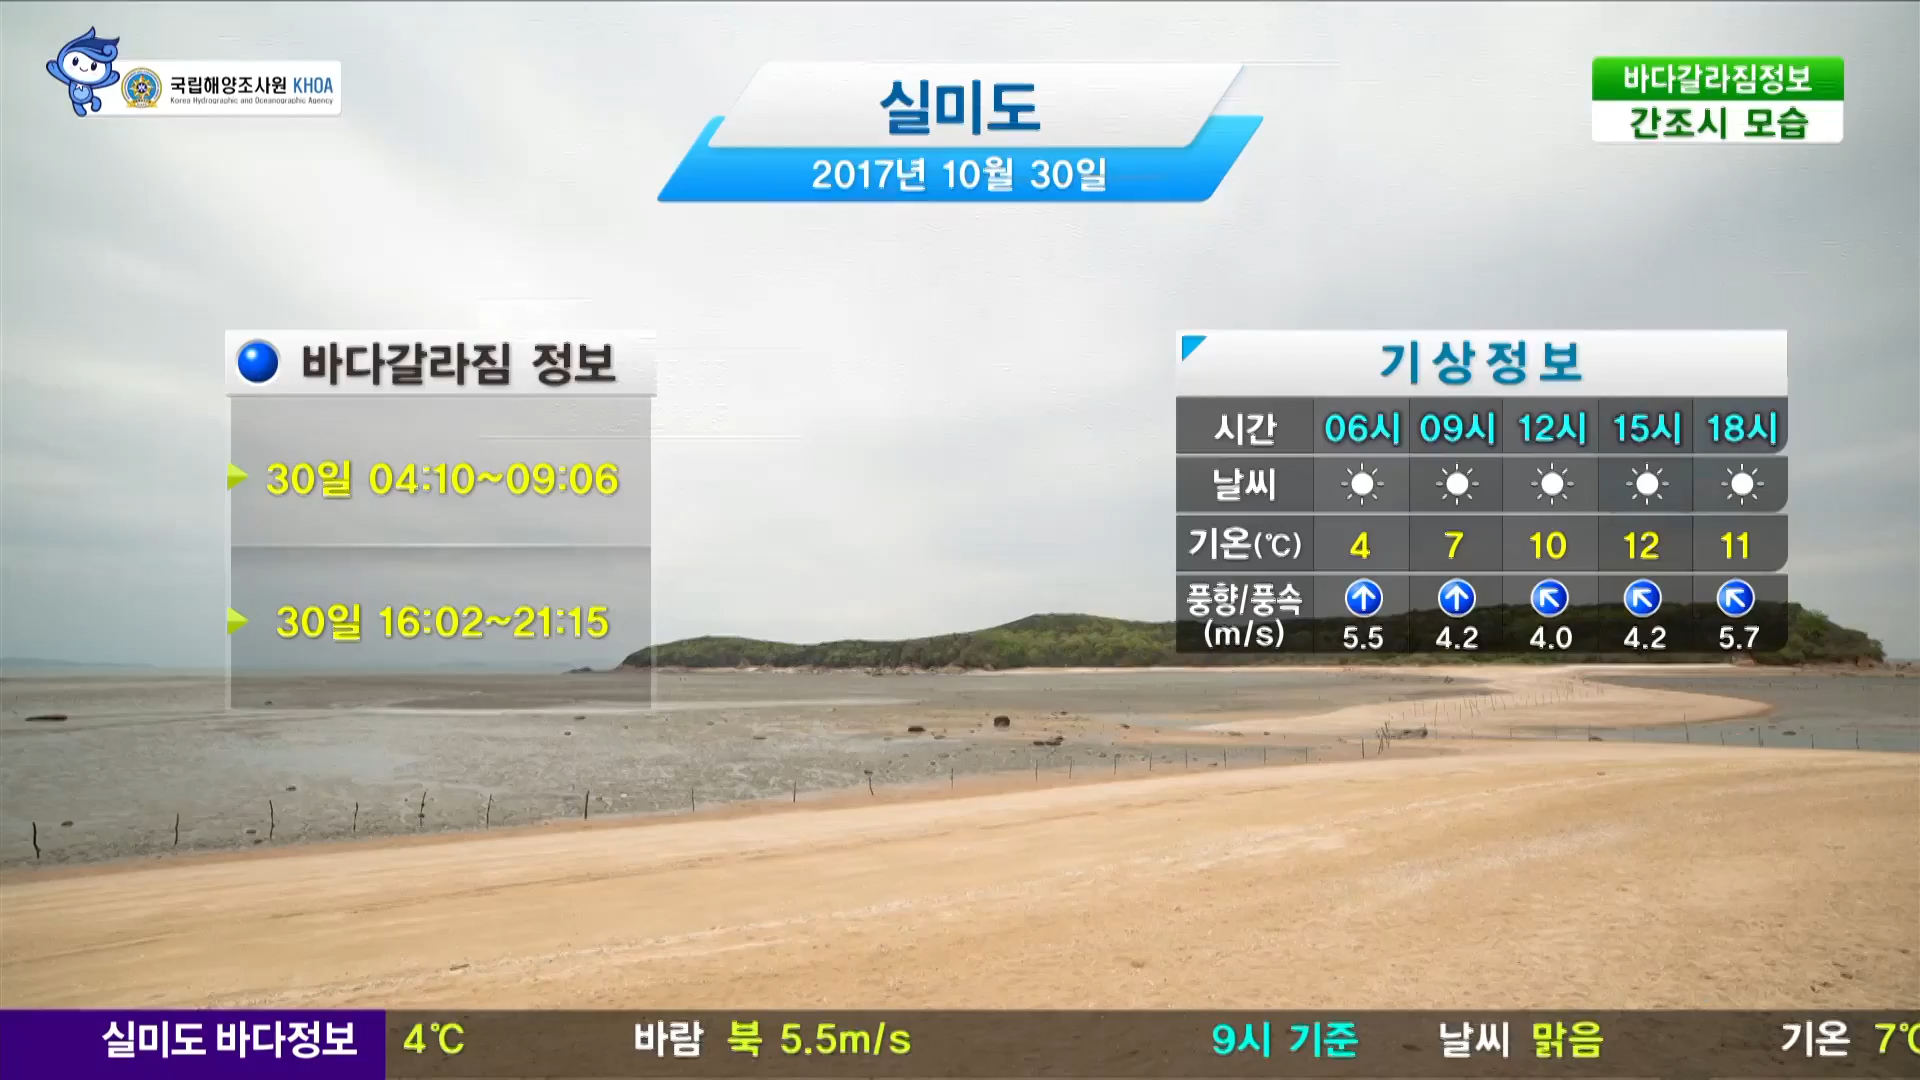 국립해양조사원 KHOA
Korea Hydrographic and Oceanographic Agency
실미도
2017년 10월 30일
바다갈라짐정보
간조시 모습
바다갈라짐 정보
30일 04:10~09:06
30일 16:02~21:15
기상정보
시간 06시 09시 12시 15시 18시
날씨
기온(℃) 4 7 10 12 11
풍향/풍속
(m/s) 5.5 4.2 4.0 4.2 5.7
실미도 바다정보 4℃ 바람 북 5.5m/s 9시 기준 날씨 맑음 기온 7℃